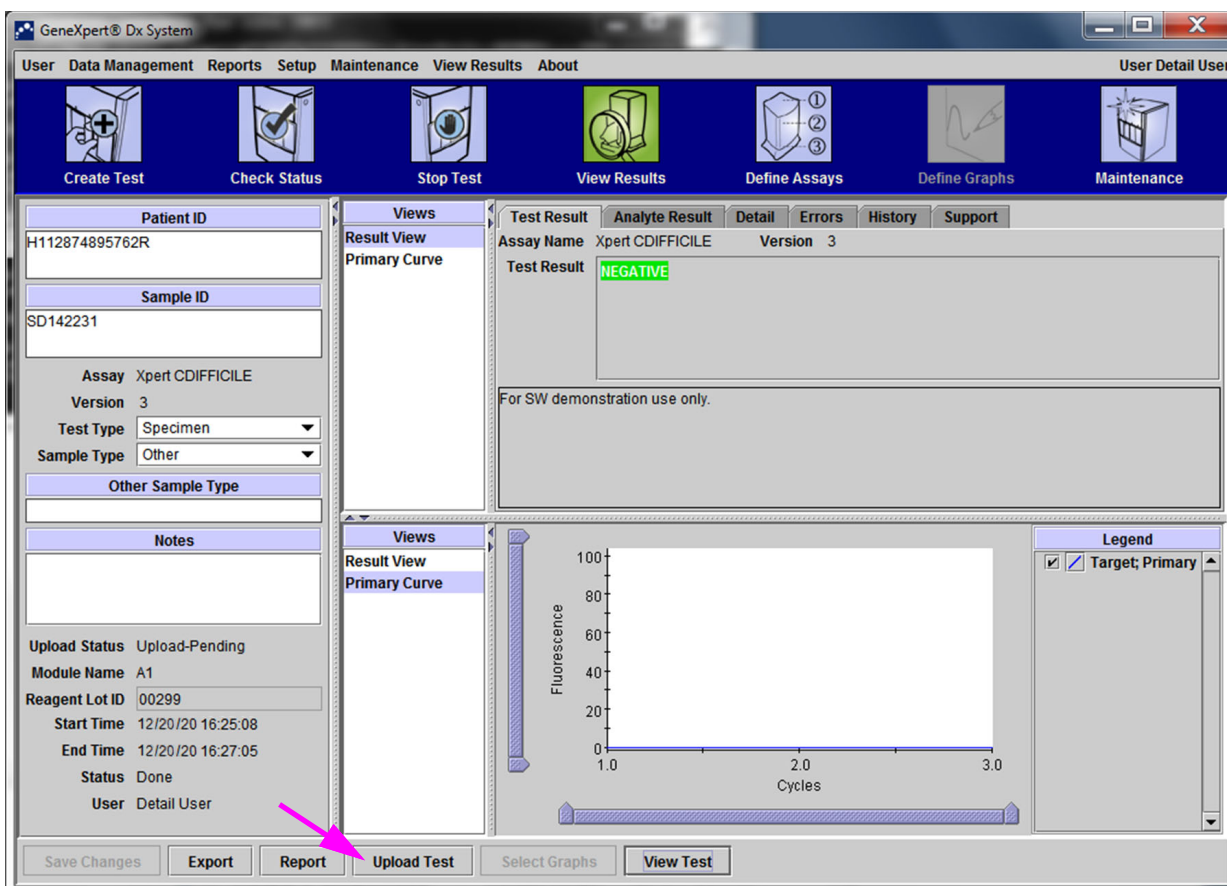 GeneXpert® Dx System
User Data Management Reports Setup Maintenance View Results About User Detail User
Create Test Check Status Stop Test View Results Define Assays Define Graphs Maintenance
Patient ID
H112874895762R
Sample ID
SD142231
Assay Xpert CDIFFICILE
Version 3
Test Type Specimen
Sample Type Other
Other Sample Type
Notes
Upload Status Upload-Pending
Module Name A1
Reagent Lot ID 00299
Start Time 12/20/20 16:25:08
End Time 12/20/20 16:27:05
Status Done
User Detail User
Views
Result View
Primary Curve
Test Result Analyte Result Detail Errors History Support
Assay Name Xpert CDIFFICILE Version 3
Test Result NEGATIVE
For SW demonstration use only.
Views
Result View
Primary Curve
Fluorescence
100
80
60
40
20
0
1.0 2.0 3.0
Cycles
Legend
Target; Primary
Save Changes Export Report Upload Test Select Graphs View Test